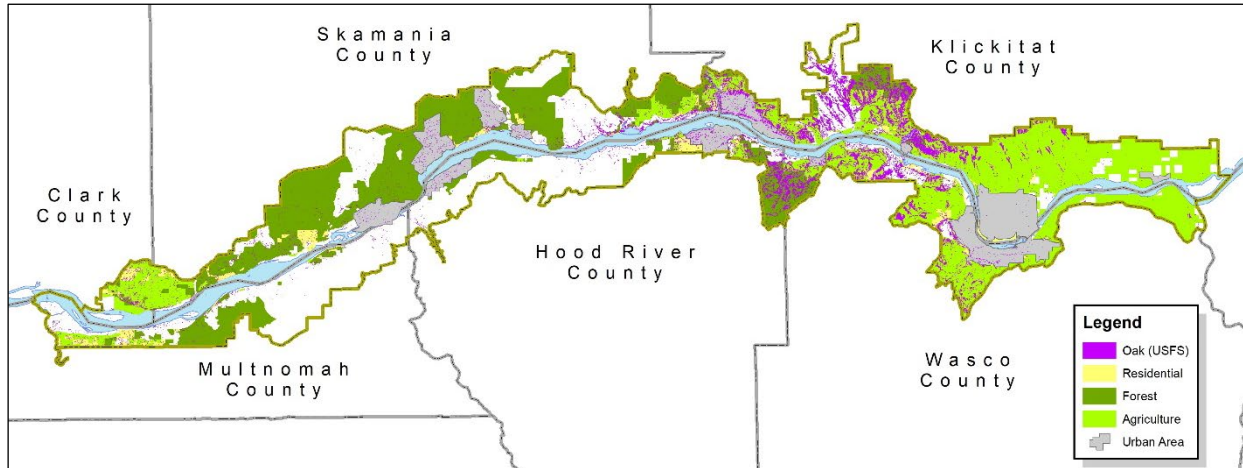 Skamania
County
Klickitat
County
Clark
County
Hood River
County
Multnomah
County
Wasco
County
Legend
Oak (USFS)
Residential
Forest
Agriculture
Urban Area